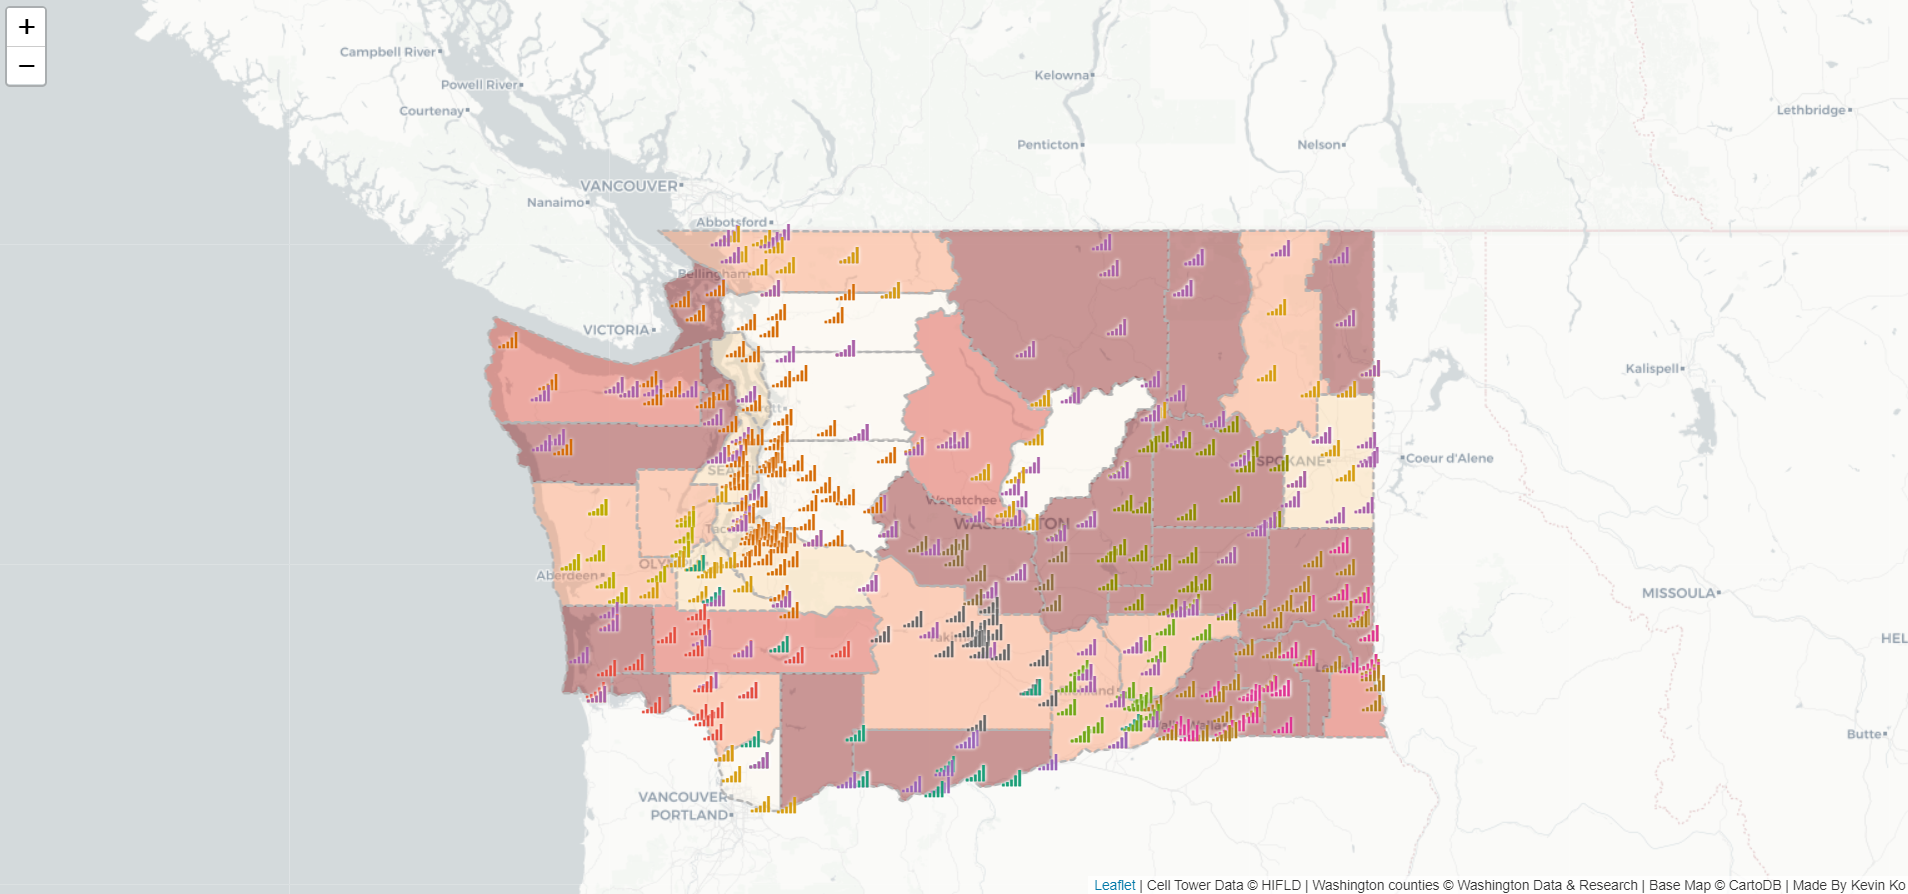 +
−
Campbell River
Powell River
Courtenay
Kelowna
Lethbridge
Penticton
Nelson
VANCOUVER
Nanaimo
Abbotsford
Bellingham
VICTORIA
Kalispell
SPOKANE
Coeur d'Alene
Wenatchee
WASHINGTON
Aberdeen
MISSOULA
HEL
Butte
VANCOUVER
PORTLAND
Leaflet | Cell Tower Data © HIFLD | Washington counties © Washington Data & Research | Base Map © CartoDB | Made By Kevin Ko